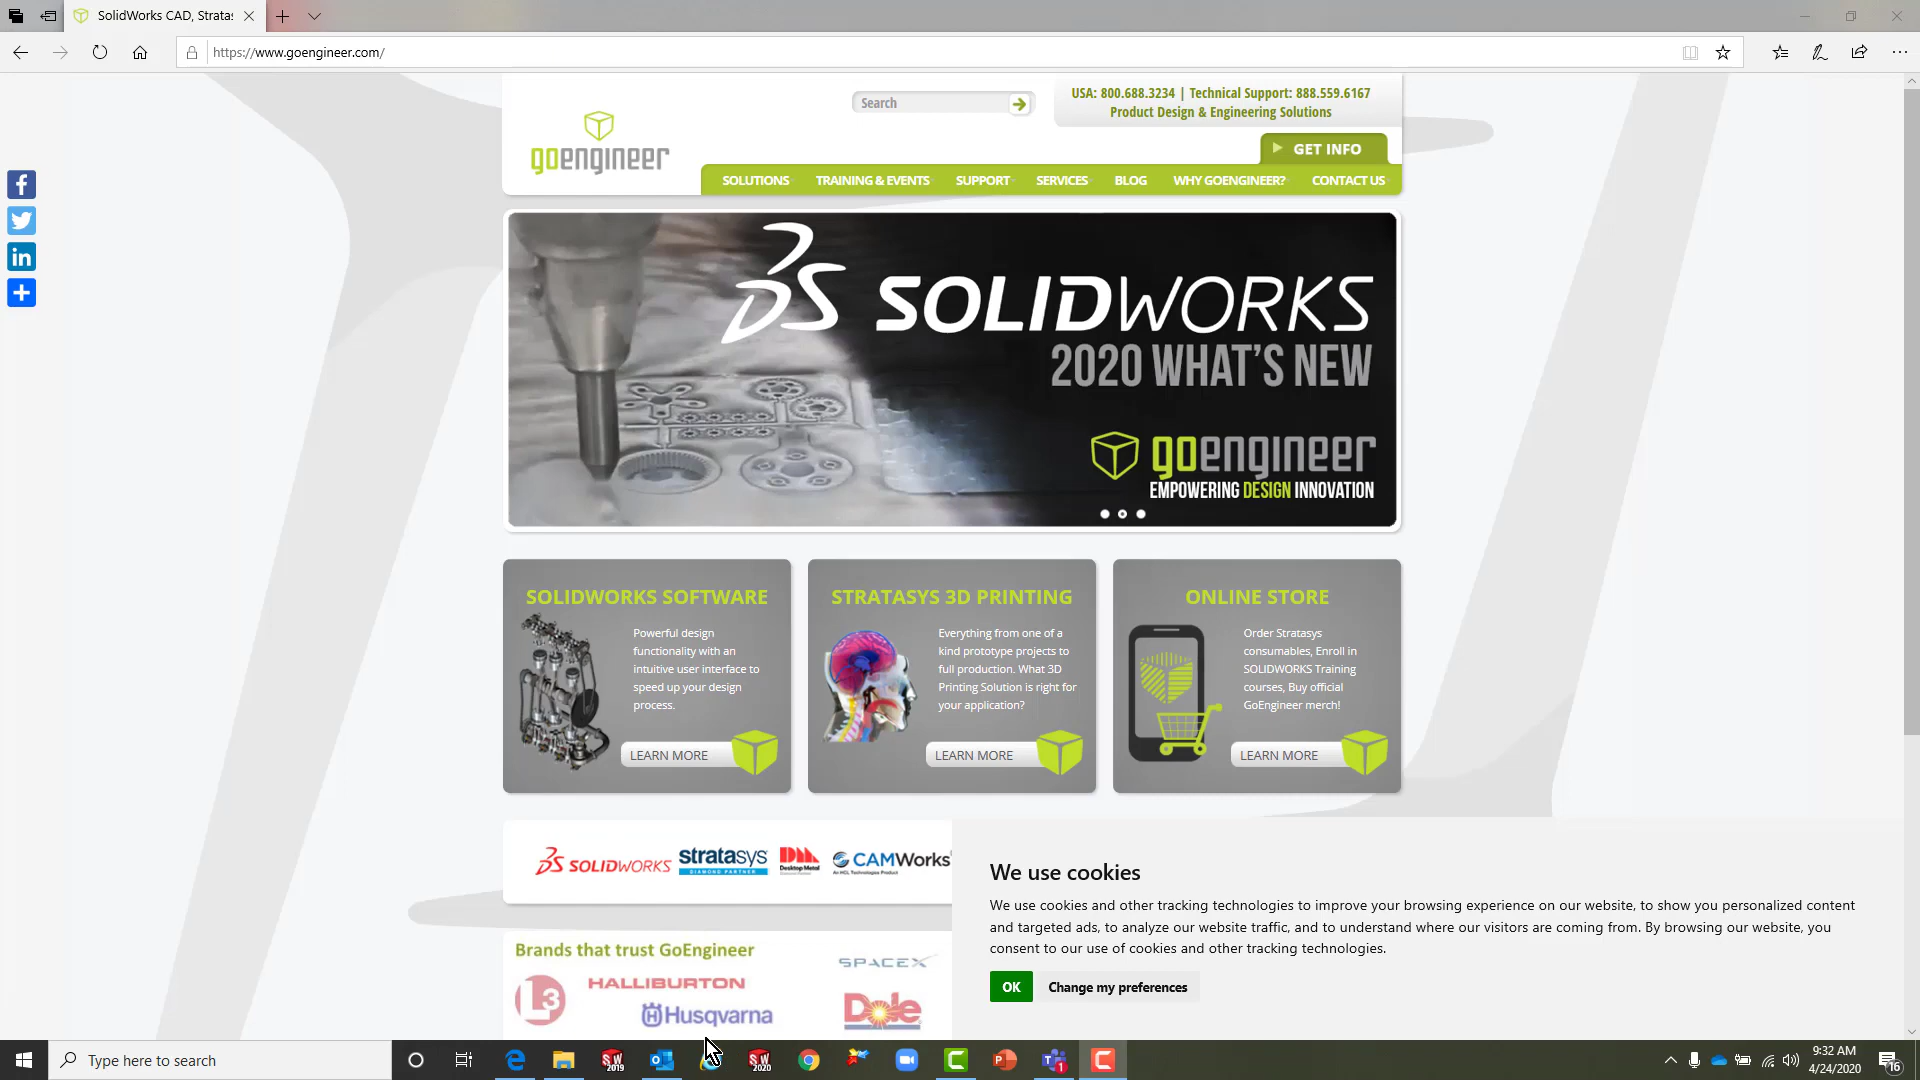 SolidWorks CAD, Stratas
https://www.goengineer.com/
Search
USA: 800.688.3234 | Technical Support: 888.559.6167
Product Design & Engineering Solutions
GET INFO
goengineer
SOLUTIONS TRAINING & EVENTS SUPPORT SERVICES BLOG WHY GOENGINEER? CONTACT US
SOLIDWORKS
2020 WHAT'S NEW
goengineer
EMPOWERING DESIGN INNOVATION
SOLIDWORKS SOFTWARE
Powerful design
functionality with an
intuitive user interface to
speed up your design
process.
LEARN MORE
STRATASYS 3D PRINTING
Everything from one of a
kind prototype projects to
full production. What 3D
Printing Solution is right for
your application?
LEARN MORE
ONLINE STORE
Order Stratasys
consumables, Enroll in
SOLIDWORKS Training
courses, Buy official
GoEngineer merch!
LEARN MORE
SOLIDWORKS
stratasys
DIAMOND PARTNER
Desktop Metal
CAMWorks
An HCL Technologies Product
Brands that trust GoEngineer
L3
HALLIBURTON
Husqvarna
SPACEX
Dole
We use cookies
We use cookies and other tracking technologies to improve your browsing experience on our website, to show you personalized content
and targeted ads, to analyze our website traffic, and to understand where our visitors are coming from. By browsing our website, you
consent to our use of cookies and other tracking technologies.
OK
Change my preferences
Type here to search
SW
2019
SW
2020
1
9:32 AM
4/24/2020
16